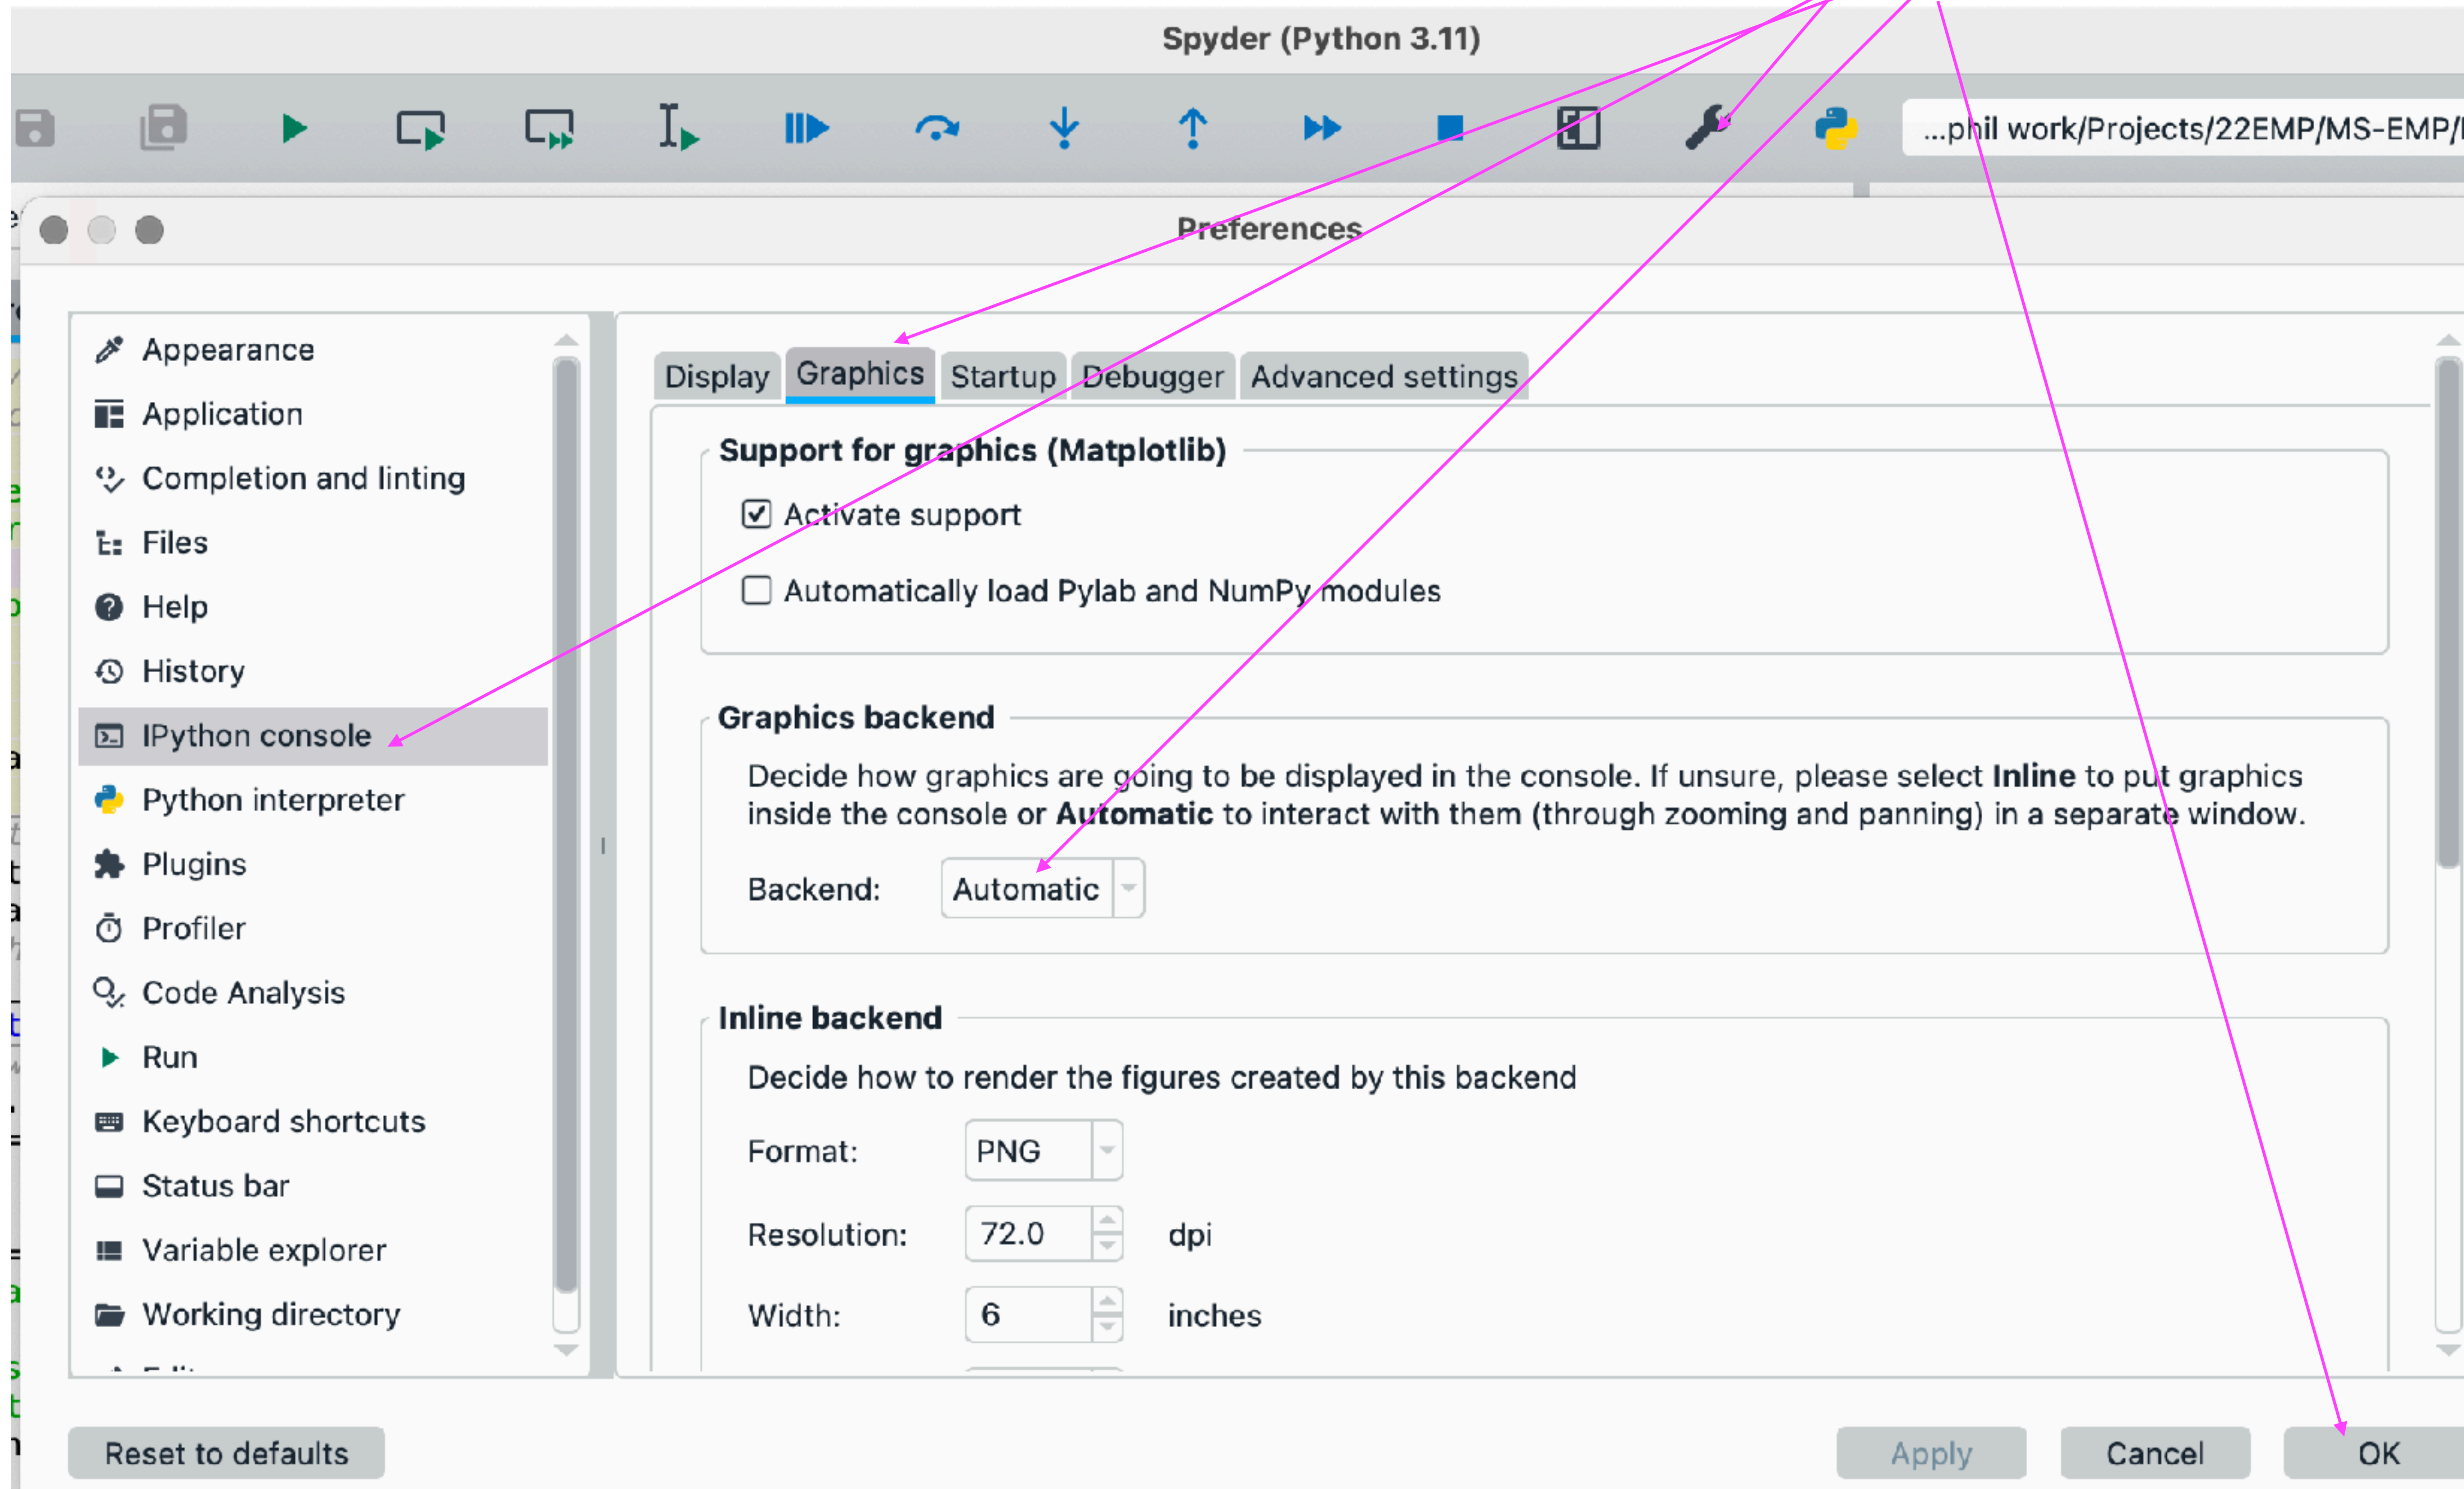 Spyder (Python 3.11)
...phil work/Projects/22EMP/MS-EMP/
Preferences
Appearance
Application
Completion and linting
Files
Help
History
IPython console
Python interpreter
Plugins
Profiler
Code Analysis
Run
Keyboard shortcuts
Status bar
Variable explorer
Working directory
Display Graphics Startup Debugger Advanced settings
Support for graphics (Matplotlib)
Activate support
Automatically load Pylab and NumPy modules
Graphics backend
Decide how graphics are going to be displayed in the console. If unsure, please select Inline to put graphics
inside the console or Automatic to interact with them (through zooming and panning) in a separate window.
Backend: Automatic
Inline backend
Decide how to render the figures created by this backend
Format: PNG
Resolution: 72.0 dpi
Width: 6 inches
Reset to defaults
Apply Cancel OK